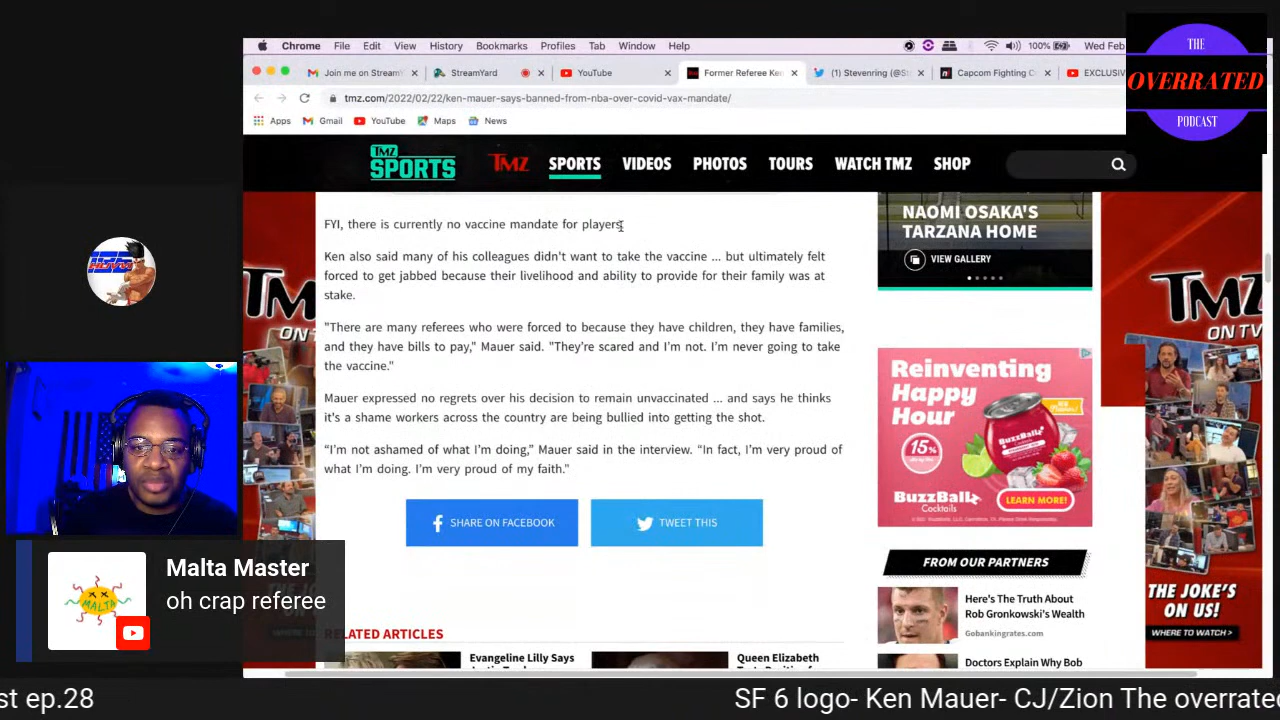 Chrome File Edit View History Bookmarks Profiles Tab Window Help
100%
Wed Feb
Join me on Stream
StreamYard
YouTube
Former Referee Ken
(1) Stevenring (@St
Capcom Fighting C
EXCLUSIV
tmz.com/2022/02/22/ken-mauer-says-banned-from-nba-over-covid-vax-mandate/
Apps
Gmail
YouTube
Maps
News
THE
OVERRATED
PODCAST
TMZ
SPORTS
TMZ
SPORTS
VIDEOS
PHOTOS
TOURS
WATCH TMZ
SHOP
FYI, there is currently no vaccine mandate for players.
Ken also said many of his colleagues didn't want to take the vaccine ... but ultimately felt
forced to get jabbed because their livelihood and ability to provide for their family was at
stake.
"There are many referees who were forced to because they have children, they have families,
and they have bills to pay," Mauer said. "They're scared and I'm not. I'm never going to take
the vaccine."
Mauer expressed no regrets over his decision to remain unvaccinated ... and says he thinks
it's a shame workers across the country are being bullied into getting the shot.
“I'm not ashamed of what I'm doing,” Mauer said in the interview. “In fact, I'm very proud of
what I'm doing. I'm very proud of my faith."
SHARE ON FACEBOOK
TWEET THIS
RELATED ARTICLES
Evangeline Lilly Says
Queen Elizabeth
NAOMI OSAKA'S
TARZANA HOME
VIEW GALLERY
Reinventing
Happy
Hour
15%
BuzzBallz
BuzzBallz
Cocktails
LEARN MORE!
FROM OUR PARTNERS
Here's The Truth About
Rob Gronkowski's Wealth
Gobankingrates.com
Doctors Explain Why Bob
TMZ
ON
TMZ
ON TV
THE JOKE'S
ON US!
WHERE TO WATCH >
MALTA
Malta Master
oh crap referee
st ep.28
SF 6 logo- Ken Mauer- CJ/Zion The overrated